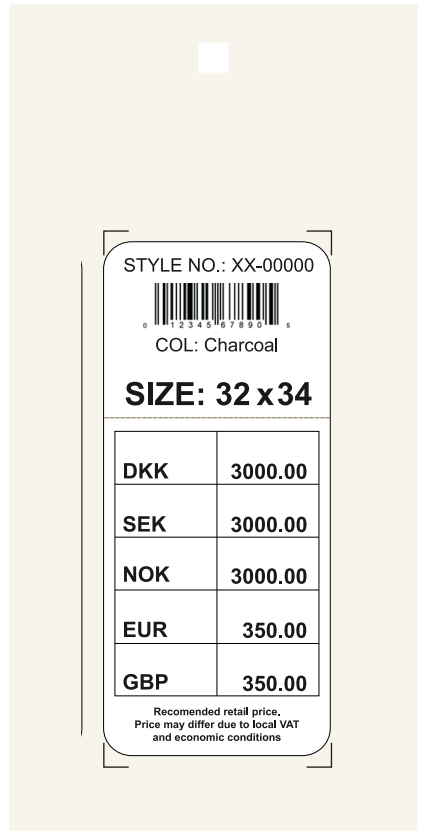 STYLE NO.: XX-00000
0 12345 67890 5
COL: Charcoal
SIZE: 32 x 34
DKK 3000.00
SEK 3000.00
NOK 3000.00
EUR 350.00
GBP 350.00
Recomended retail price.
Price may differ due to local VAT
and economic conditions